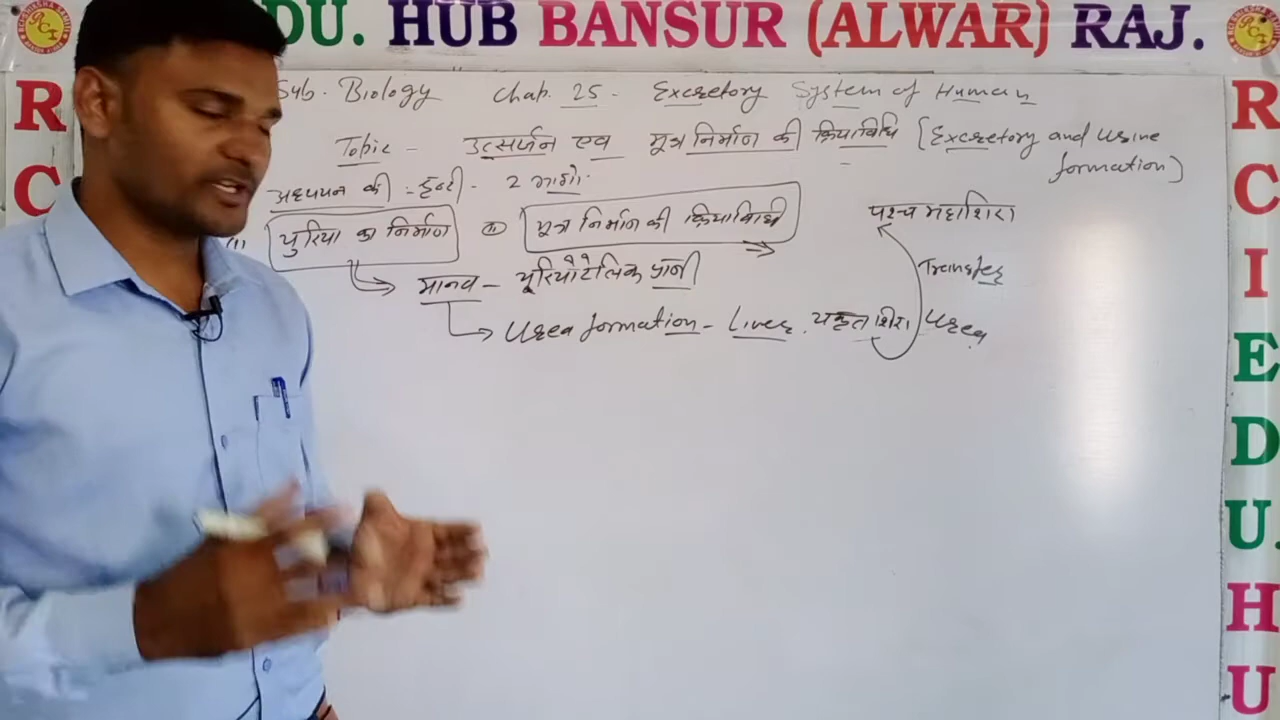 DU. HUB BANSUR (ALWAR) RAJ.
Sub. Biology Chap. 25 - Excretory System of Human
Topic - उत्सर्जन एवं मूत्र निर्माण की क्रियाविधि [Excretory and Urine
formation]
अध्ययन की 2 भागो.
(1) युरिया का निर्माण मूत्र निर्माण की क्रियाविधी
पश्च महाशिरा
मानव - यूरियोटेलिक प्राणी
Transfer
Urea formation - Liver. यकृत शिरा Urea
R
C
R
C
I
E
D
U.
H
U